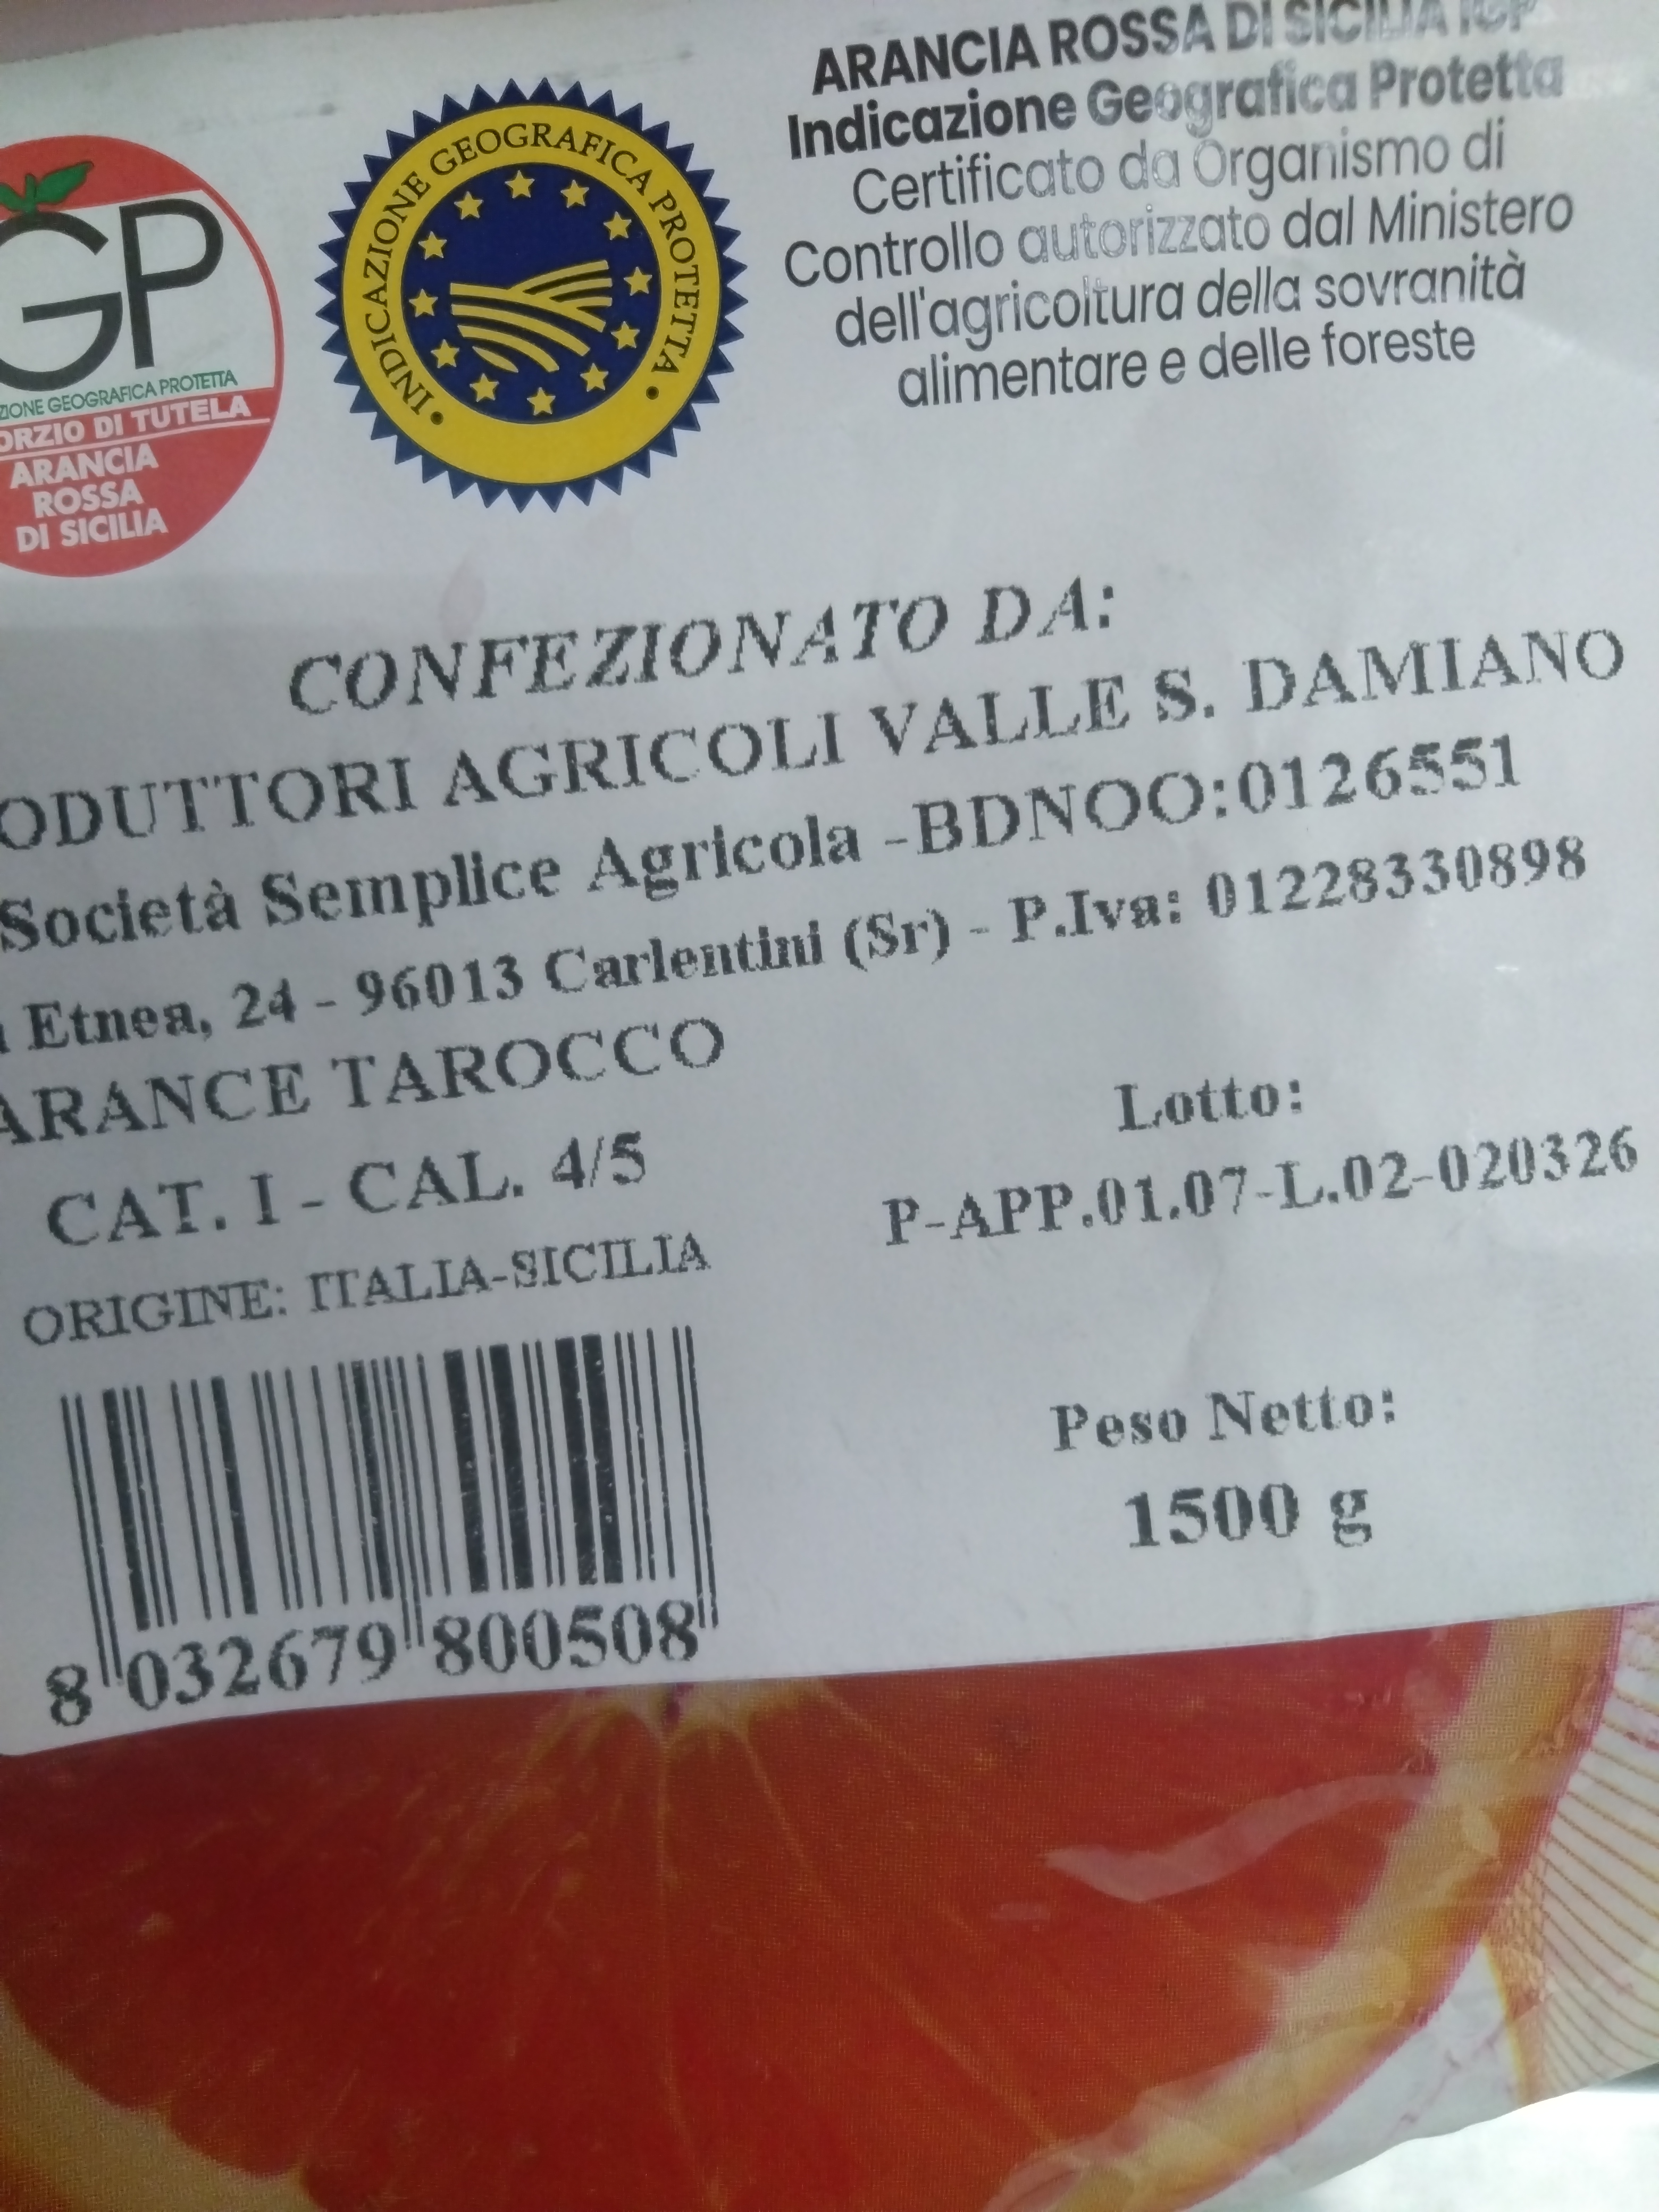 ARANCIA ROSSA DI SICILIA IGP
Indicazione Geografica Protetta
Certificato da Organismo di
Controllo autorizzato dal Ministero
dell'agricoltura della sovranità
alimentare e delle foreste
INDICAZIONE GEOGRAFICA PROTETTA
GP
ZIONE GEOGRAFICA PROTETTA
ORZIO DI TUTELA
ARANCIA
ROSSA
DI SICILIA
CONFEZIONATO DA:
ODUTTORI AGRICOLI VALLE S. DAMIANO
Società Semplice Agricola -BDNOO:0126551
Etnea, 24 - 96013 Carlentini (Sr) - P.Iva: 01228330898
ARANCE TAROCCO
CAT. I - CAL. 4/5
ORIGINE: ITALIA-SICILIA
Lotto:
P-APP.01.07-L.02-020326
Peso Netto:
1500 g
8 032679 800508